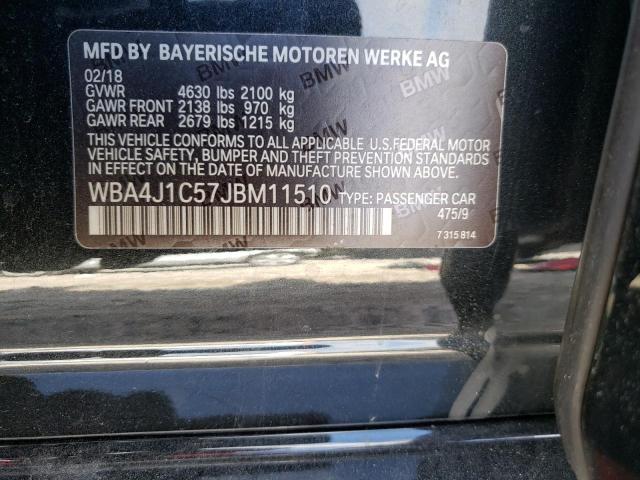 MFD BY BAYERISCHE MOTOREN WERKE AG
02/18
GVWR 4630 lbs 2100 kg
GAWR FRONT 2138 lbs 970 kg
GAWR REAR 2679 lbs 1215 kg
THIS VEHICLE CONFORMS TO ALL APPLICABLE U.S.FEDERAL MOTOR
VEHICLE SAFETY, BUMPER AND THEFT PREVENTION STANDARDS
IN EFFECT ON THE DATE OF MANUFACTURE SHOWN ABOVE.
WBA4J1C57JBM11510 TYPE: PASSENGER CAR
475/9
7 315 814